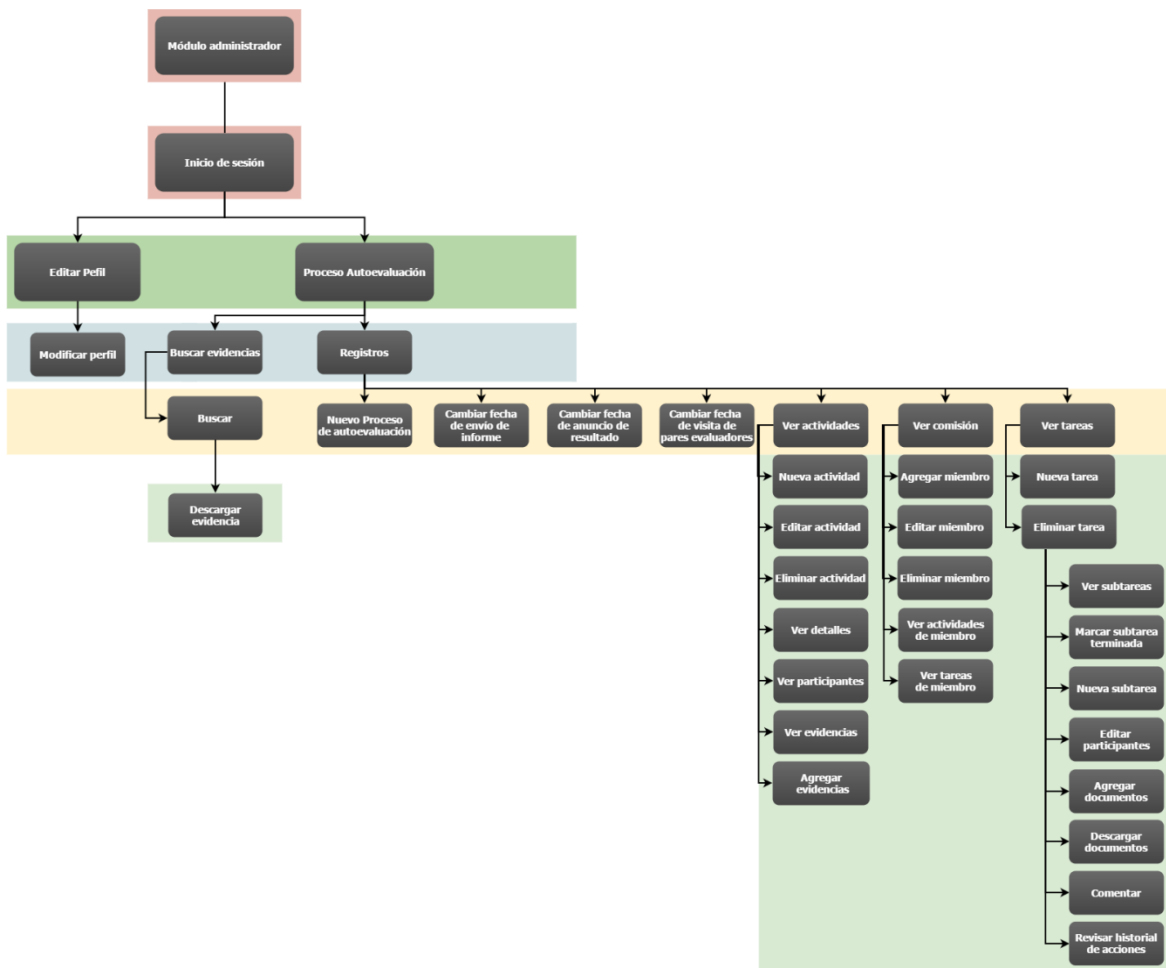 Módulo administrador
Inicio de sesión
Editar Pefil
Proceso Autoevaluación
Modificar perfil
Buscar evidencias
Registros
Buscar
Nuevo Proceso
de autoevaluación
Cambiar fecha
de envío de
informe
Cambiar fecha
de anuncio de
resultado
Cambiar fecha
de visita de
pares evaluadores
Ver actividades
Ver comisión
Ver tareas
Descargar
evidencia
Nueva actividad
Editar actividad
Eliminar actividad
Ver detalles
Ver participantes
Ver evidencias
Agregar
evidencias
Agregar miembro
Editar miembro
Eliminar miembro
Ver actividades
de miembro
Ver tareas
de miembro
Nueva tarea
Eliminar tarea
Ver subtareas
Marcar subtarea
terminada
Nueva subtarea
Editar
participantes
Agregar
documentos
Descargar
documentos
Comentar
Revisar historial
de acciones